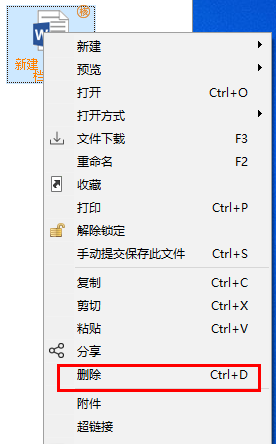 新建
档
W
新建
预览
打开 Ctrl+O
打开方式
文件下载 F3
重命名 F2
收藏
打印 Ctrl+P
解除锁定
手动提交保存此文件 Ctrl+S
复制 Ctrl+C
剪切 Ctrl+X
粘贴 Ctrl+V
分享
删除 Ctrl+D
附件
超链接